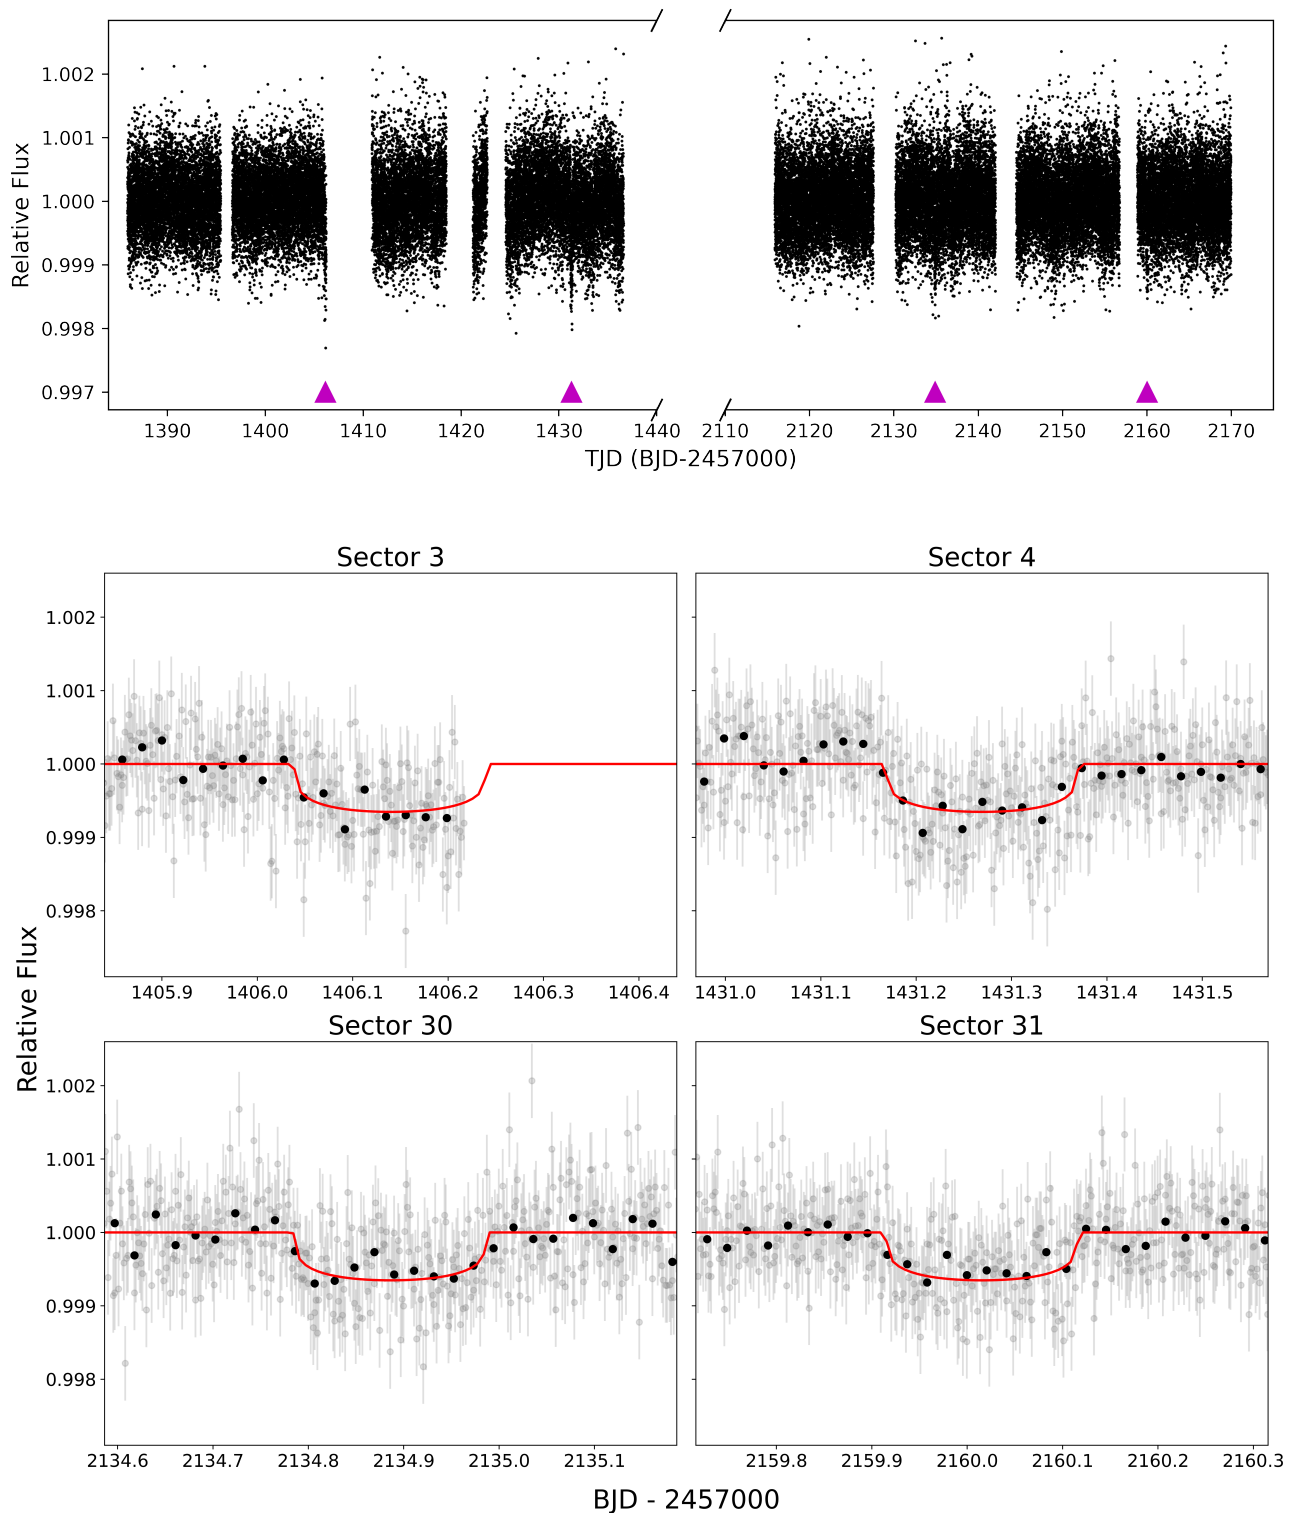 1.002
1.001
1.000
0.999
0.998
0.997
Relative Flux
1390 1400 1410 1420 1430 1440 2110 2120 2130 2140 2150 2160 2170
TJD (BJD-2457000)
Sector 3 Sector 4
1.002
1.001
1.000
0.999
0.998
1405.9 1406.0 1406.1 1406.2 1406.3 1406.4 1431.0 1431.1 1431.2 1431.3 1431.4 1431.5
Relative Flux
Sector 30 Sector 31
1.002
1.001
1.000
0.999
0.998
2134.6 2134.7 2134.8 2134.9 2135.0 2135.1 2159.8 2159.9 2160.0 2160.1 2160.2 2160.3
BJD - 2457000